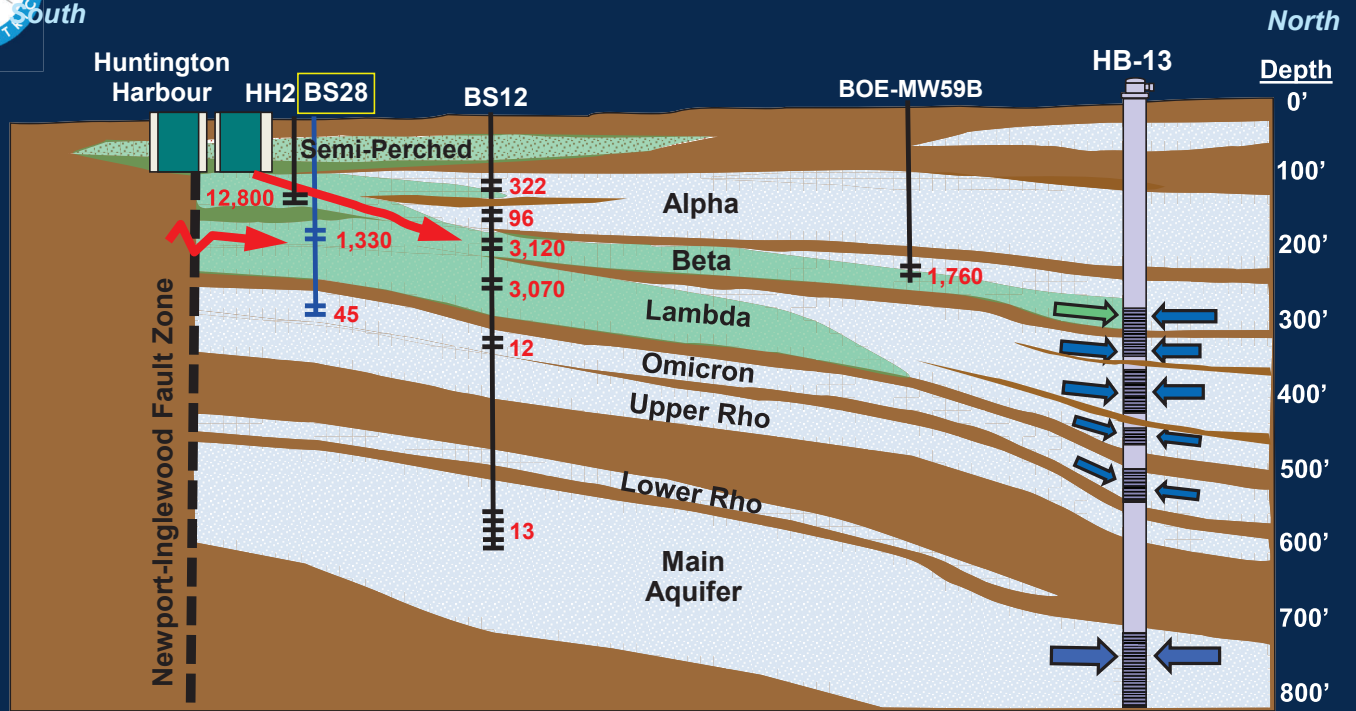 South
North
T R
Huntington
Harbour
HH2
BS28
BS12
BOE-MW59B
HB-13
Depth
0’
Semi-Perched
100’
12,800
322
Alpha
96
200’
1,330
3,120
Beta
1,760
3,070
45
Lambda
300’
12
Omicron
400’
Upper Rho
500’
Lower Rho
13
600’
Main
Aquifer
700’
800’
Newport-Inglewood Fault Zone